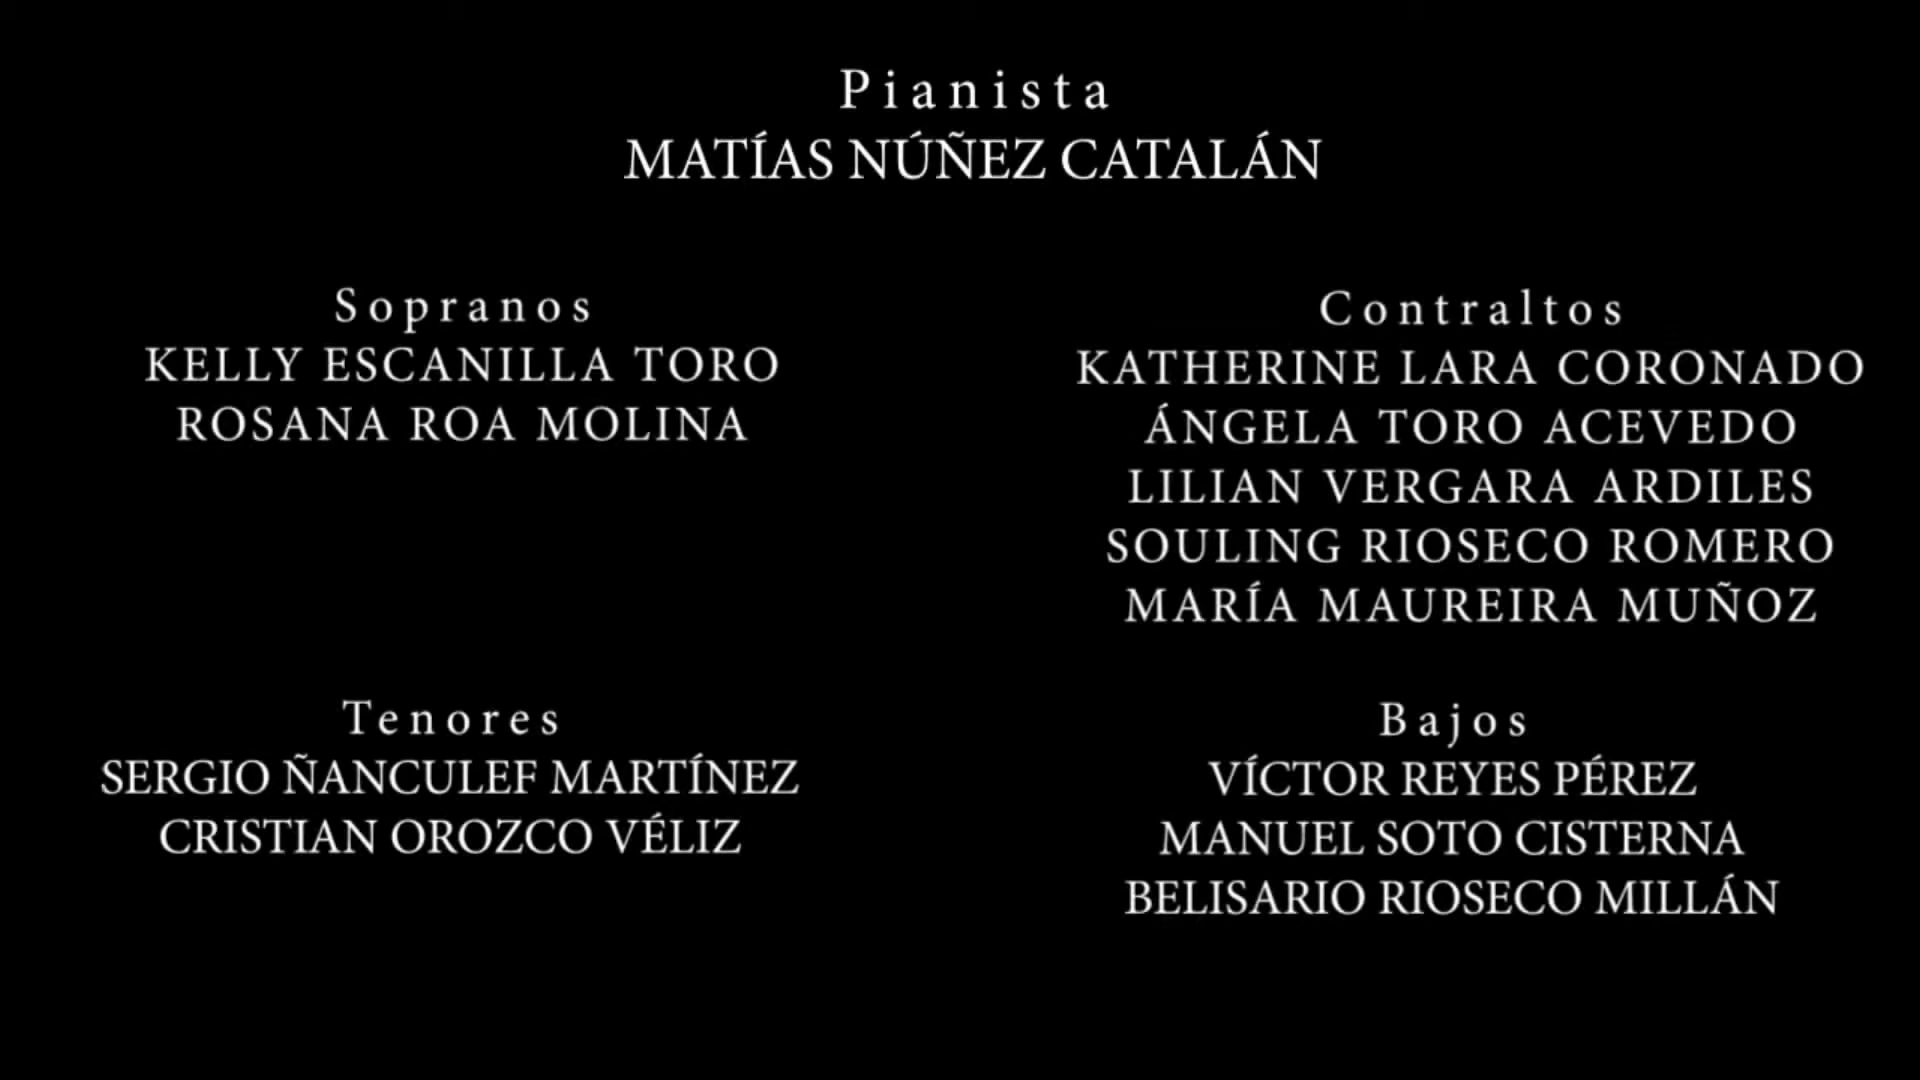 Pianista
MATÍAS NÚÑEZ CATALÁN
Sopranos
KELLY ESCANILLA TORO
ROSANA ROA MOLINA
Contraltos
KATHERINE LARA CORONADO
ÁNGELA TORO ACEVEDO
LILIAN VERGARA ARDILES
SOULING RIOSECO ROMERO
MARÍA MAUREIRA MUÑOZ
Tenores
SERGIO ÑANCULEF MARTÍNEZ
CRISTIAN OROZCO VÉLIZ
Bajos
VÍCTOR REYES PÉREZ
MANUEL SOTO CISTERNA
BELISARIO RIOSECO MILLÁN